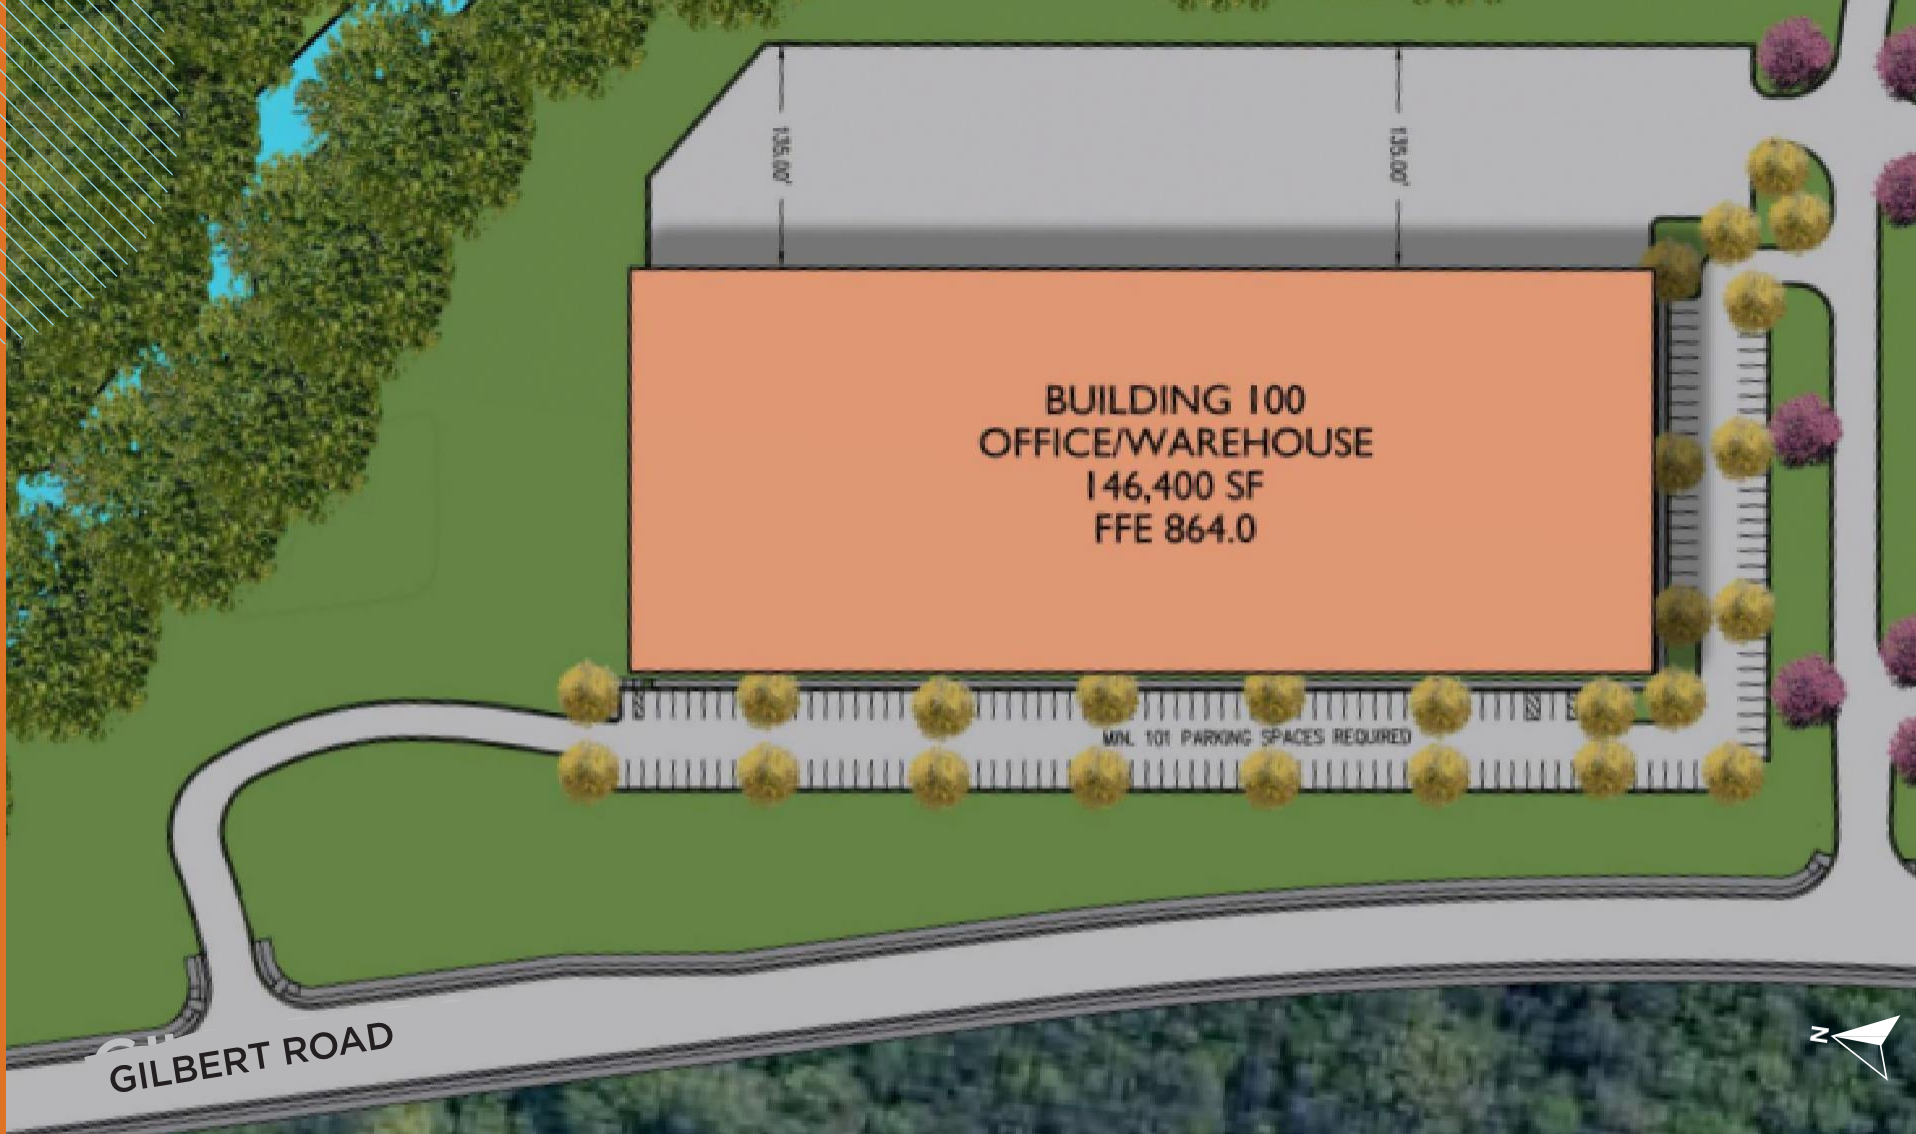 135.00'
135.00'
BUILDING 100
OFFICE/WAREHOUSE
146,400 SF
FFE 864.0
MIN. 101 PARKING SPACES REQUIRED
GILBERT ROAD
N